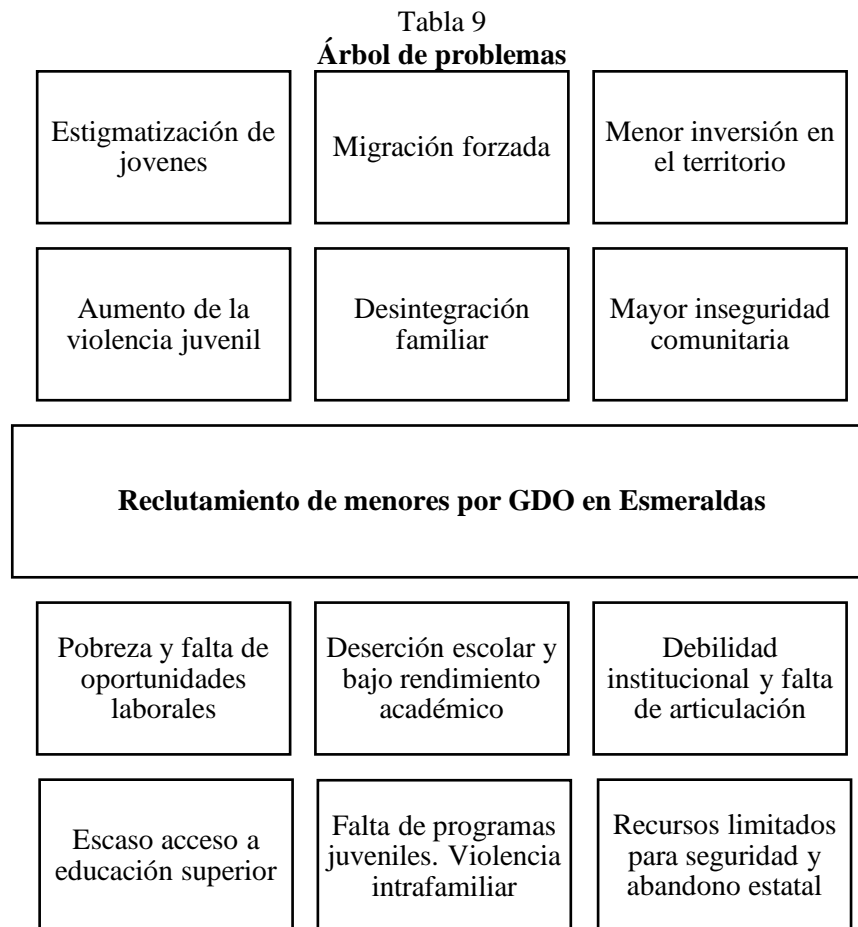 Tabla 9
Árbol de problemas
Estigmatización de
jovenes
Migración forzada
Menor inversión en
el territorio
Aumento de la
violencia juvenil
Desintegración
familiar
Mayor inseguridad
comunitaria
Reclutamiento de menores por GDO en Esmeraldas
Pobreza y falta de
oportunidades
laborales
Deserción escolar y
bajo rendimiento
académico
Debilidad
institucional y falta
de articulación
Escaso acceso a
educación superior
Falta de programas
juveniles. Violencia
intrafamiliar
Recursos limitados
para seguridad y
abandono estatal